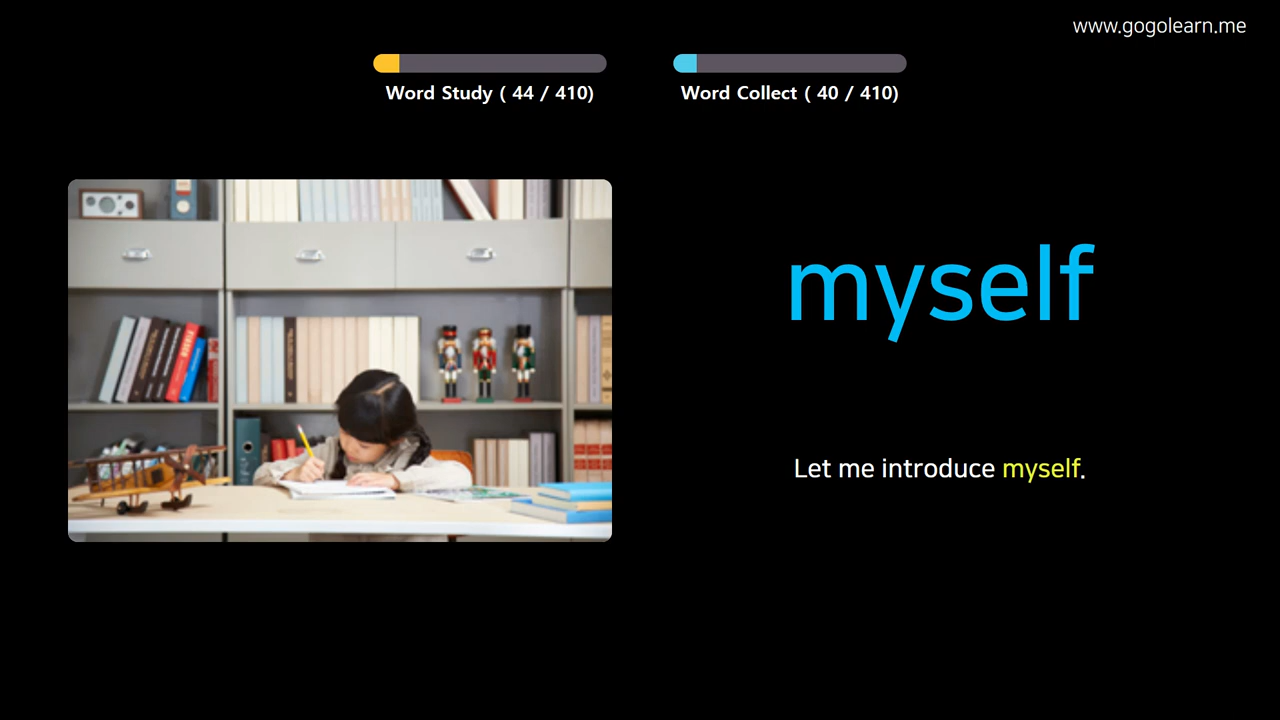 www.gogolearn.me
Word Study ( 44 / 410)
Word Collect ( 40 / 410)
myself
Let me introduce myself.